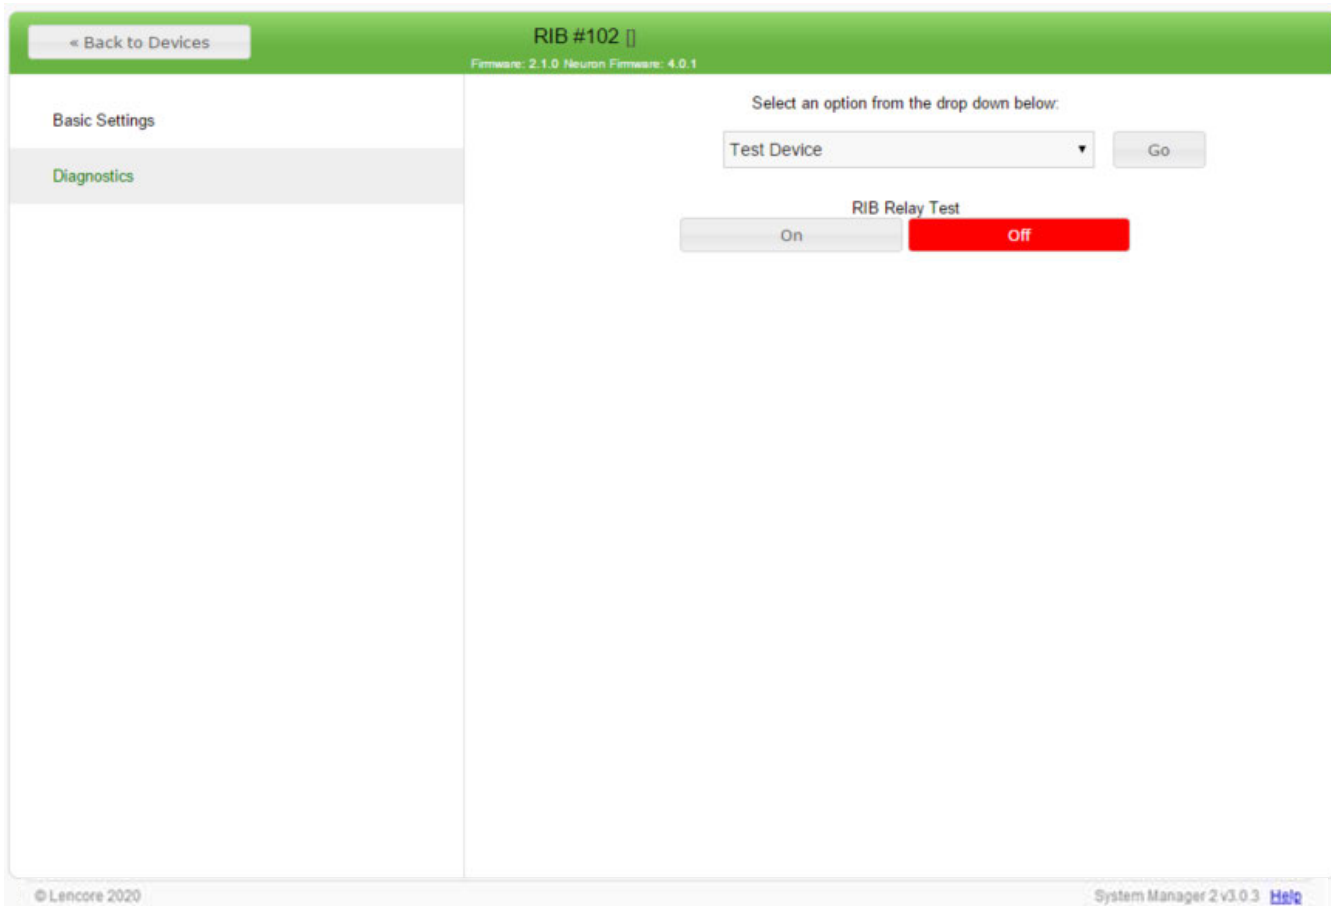 « Back to Devices
RIB #102 []
Firmware: 2.1.0 Neuron Firmware: 4.0.1
Basic Settings
Diagnostics
Select an option from the drop down below:
Test Device
Go
RIB Relay Test
On
Off
© Lencore 2020
System Manager 2 v3.0.3 Help